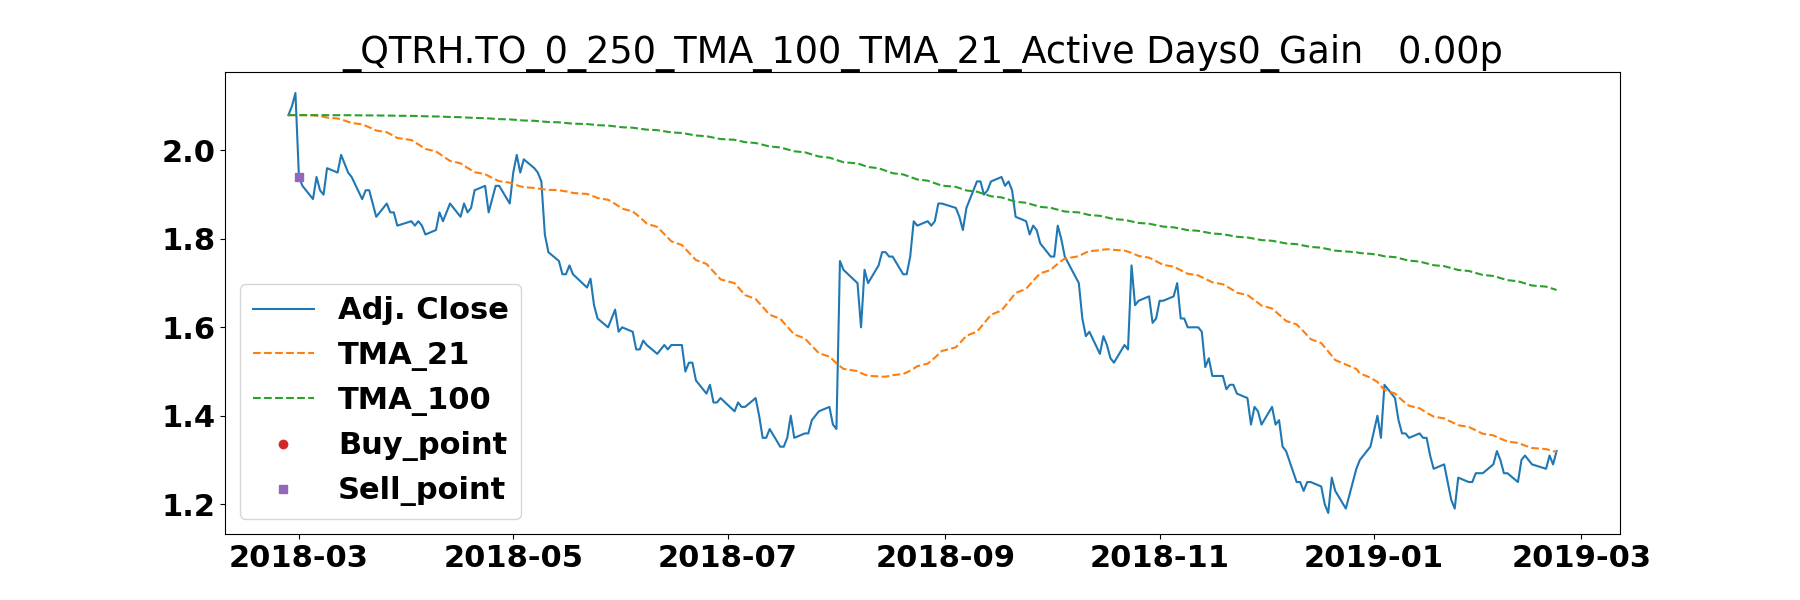 _QTRH.TO_0_250_TMA_100_TMA_21_Active Days0_Gain   0.00p
2.0
1.8
1.6
1.4
1.2
Adj. Close
TMA_21
TMA_100
Buy_point
Sell_point
2018-03 2018-05 2018-07 2018-09 2018-11 2019-01 2019-03